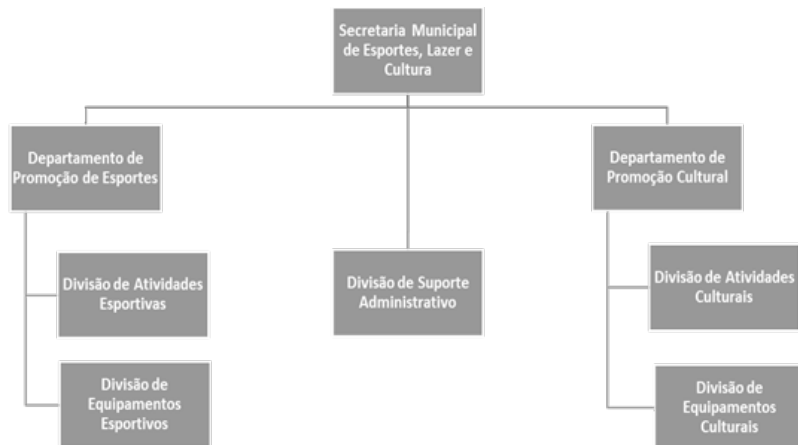 Secretaria Municipal
de Esportes, Lazer e
Cultura
Departamento de
Promoção de Esportes
Departamento de
Promoção Cultural
Divisão de Atividades
Esportivas
Divisão de Suporte
Administrativo
Divisão de Atividades
Culturais
Divisão de
Equipamentos
Esportivos
Divisão de
Equipamentos
Culturais